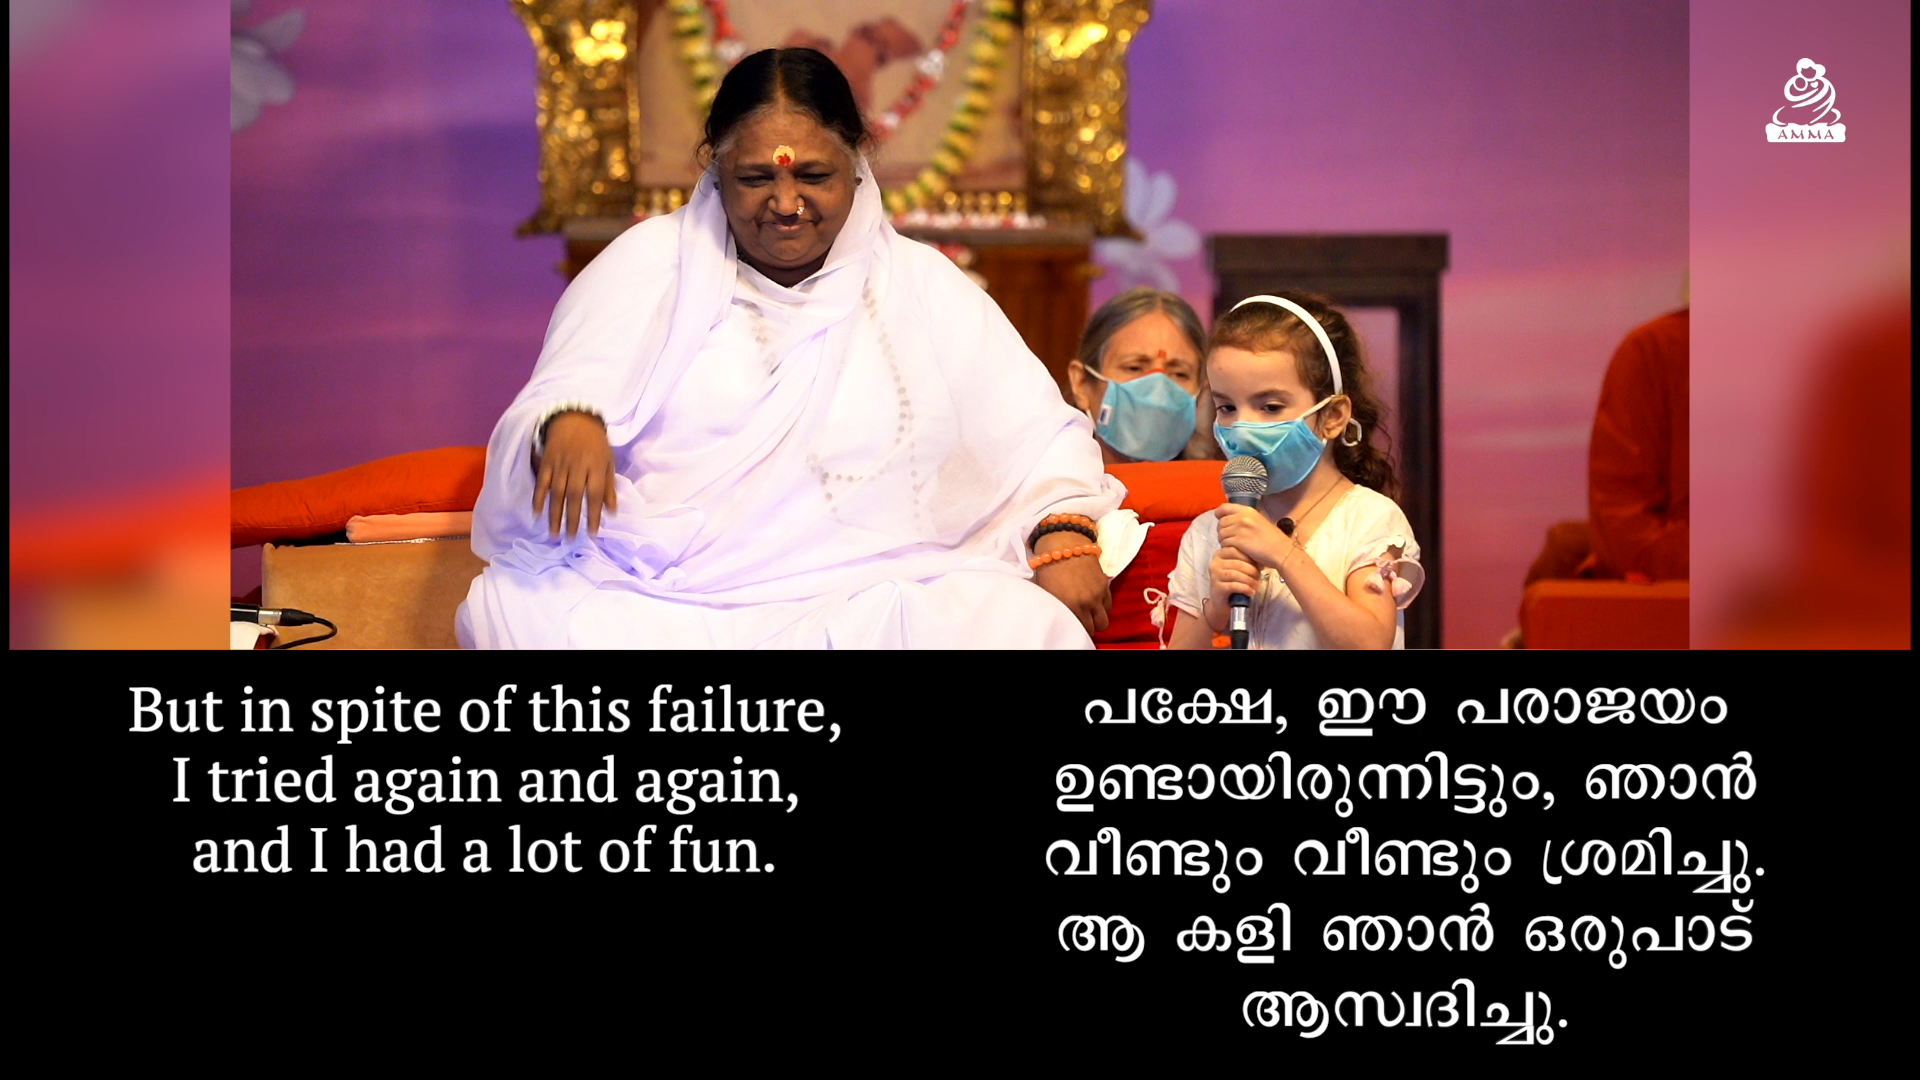 AMMA
But in spite of this failure,
I tried again and again,
and I had a lot of fun.
പക്ഷേ, ഈ പരാജയം
ഉണ്ടായിരുന്നിട്ടും, ഞാൻ
വീണ്ടും വീണ്ടും ശ്രമിച്ചു.
ആ കളി ഞാൻ ഒരുപാട്
ആസ്വദിച്ചു.